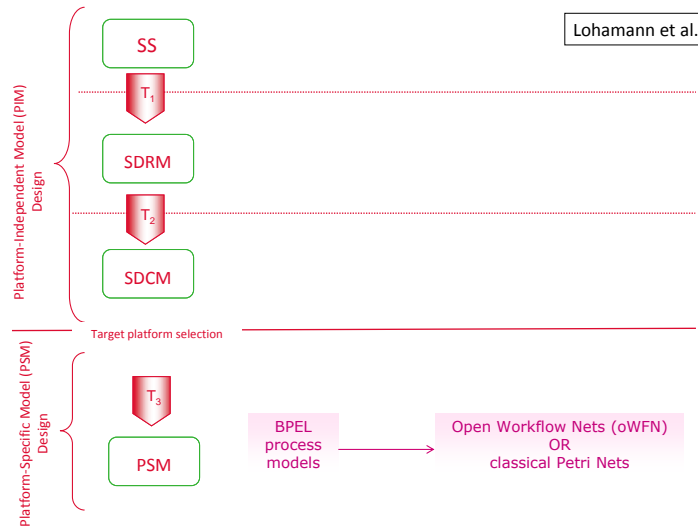 Lohamann et al.
SS
T1
SDRM
T2
SDCM
Platform-Independent Model (PIM)
Design
Target platform selection
Platform-Specific Model (PSM)
Design
T3
PSM
BPEL
process
models
Open Workflow Nets (oWFN)
OR
classical Petri Nets